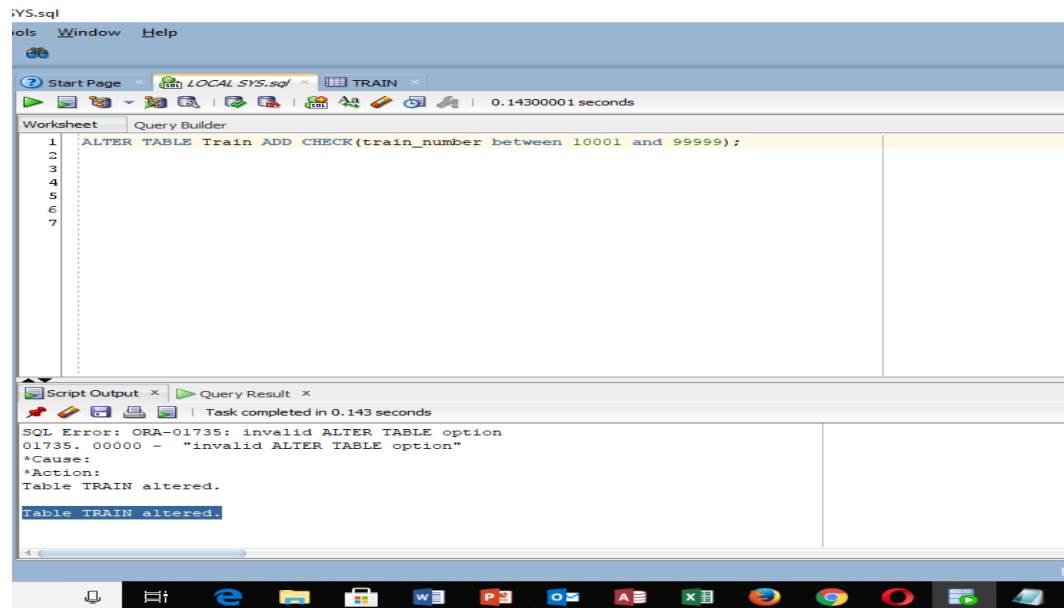 SYS.sql
ols Window Help
Start Page LOCAL SYS.sql TRAIN
0.14300001 seconds
Worksheet Query Builder
1 ALTER TABLE Train ADD CHECK(train_number between 10001 and 99999);
2
3
4
5
6
7
Script Output × Query Result ×
Task completed in 0.143 seconds
SQL Error: ORA-01735: invalid ALTER TABLE option
01735. 00000 - "invalid ALTER TABLE option"
*Cause:
*Action:
Table TRAIN altered.
Table TRAIN altered.